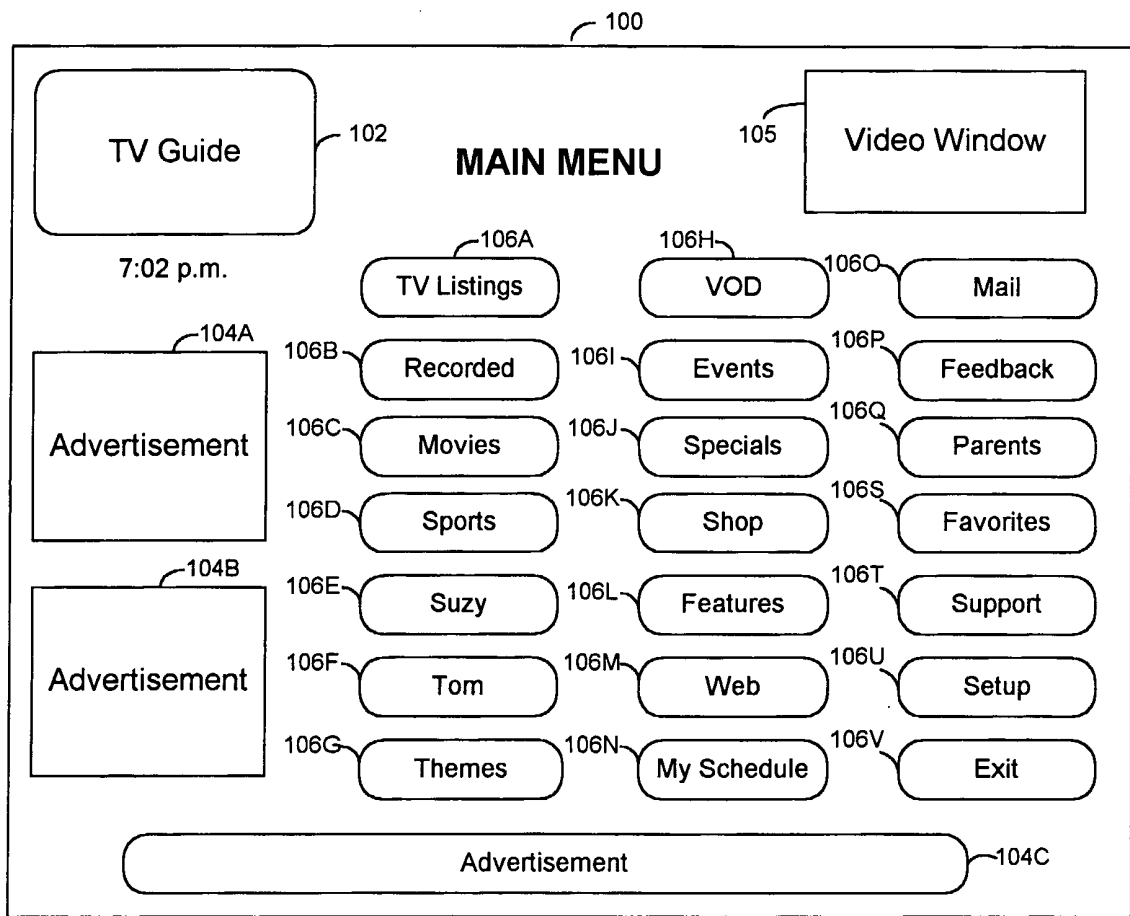 100
TV Guide
102
MAIN MENU
105
Video Window
7:02 p.m.
106A
TV Listings
106H
VOD
106O
Mail
104A
Advertisement
106B
Recorded
106I
Events
106P
Feedback
106C
Movies
106J
Specials
106Q
Parents
106D
Sports
106K
Shop
106S
Favorites
104B
Advertisement
106E
Suzy
106L
Features
106T
Support
106F
Tom
106M
Web
106U
Setup
106G
Themes
106N
My Schedule
106V
Exit
Advertisement
104C